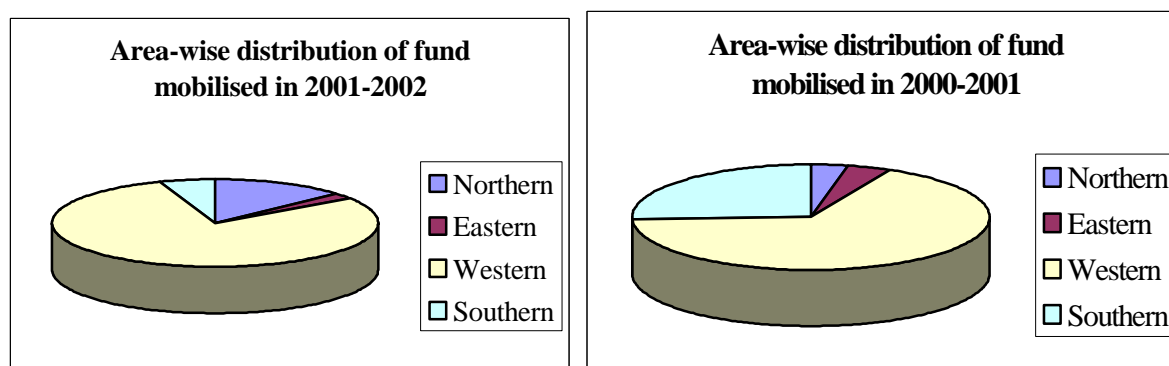 Area-wise distribution of fund
mobilised in 2001-2002
Northern
Eastern
Western
Southern
Area-wise distribution of fund
mobilised in 2000-2001
Northern
Eastern
Western
Southern